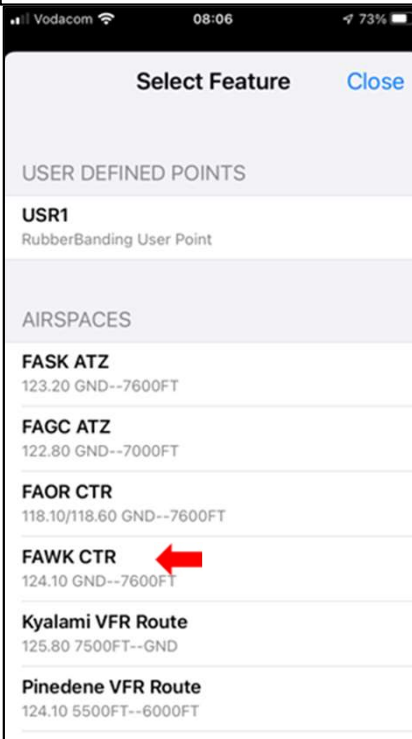 Vodacom 08:06 73%
Select Feature Close
USER DEFINED POINTS
USR1
RubberBanding User Point
AIRSPACES
FASK ATZ
123.20 GND--7600FT
FAGC ATZ
122.80 GND--7000FT
FAOR CTR
118.10/118.60 GND--7600FT
FAWK CTR
124.10 GND--7600FT
Kyalami VFR Route
125.80 7500FT--GND
Pinedene VFR Route
124.10 5500FT--6000FT